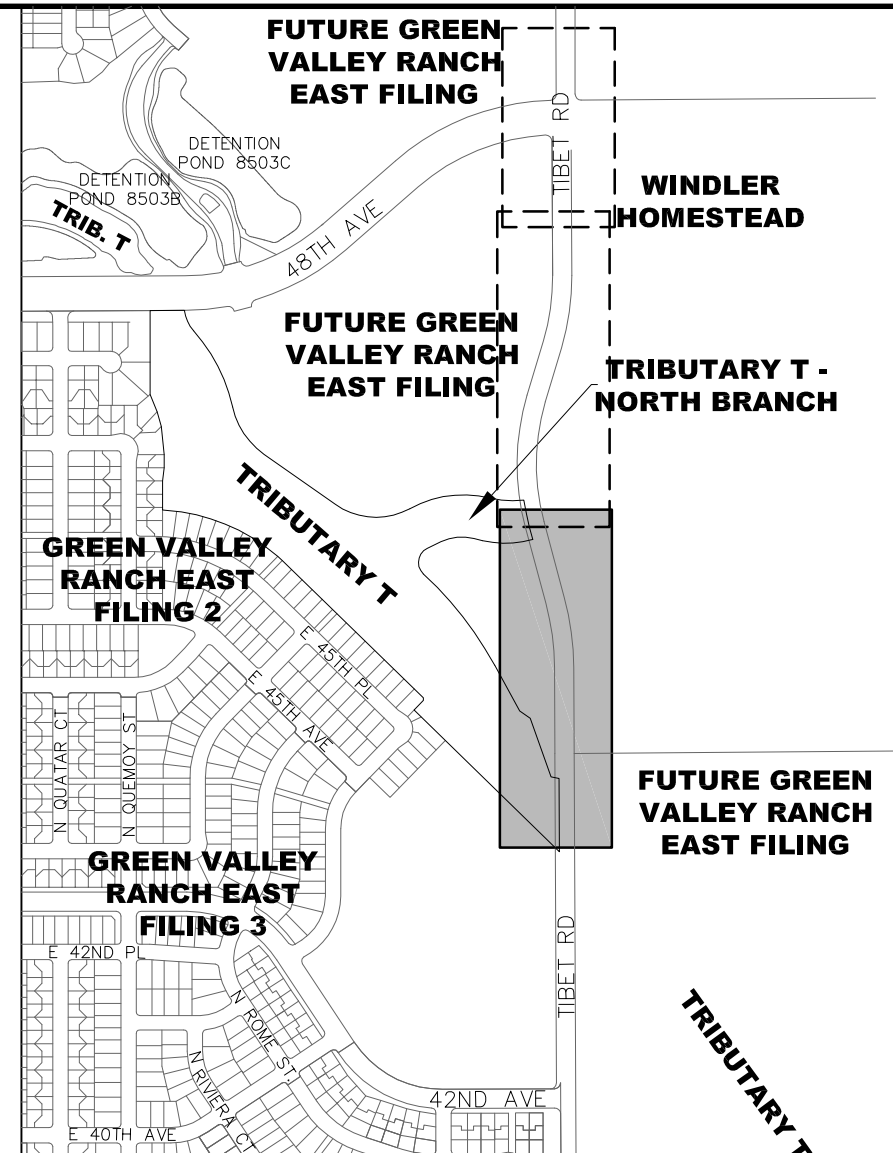 FUTURE GREEN
VALLEY RANCH
EAST FILING
TIBET RD
DETENTION
POND 8503C
DETENTION
POND 8503B
TRIB. T
WINDLER
HOMESTEAD
48TH AVE
FUTURE GREEN
VALLEY RANCH
EAST FILING
TRIBUTARY T -
NORTH BRANCH
TRIBUTARY T
GREEN VALLEY
RANCH EAST
FILING 2
E 45TH PL
E 45TH AVE
N QUATAR CT
N QUEMOY ST
FUTURE GREEN
VALLEY RANCH
EAST FILING
GREEN VALLEY
RANCH EAST
FILING 3
E 42ND PL
TIBET RD
N ROME ST.
N RIVIERA CT
TRIBUTARY T
42ND AVE
E 40TH AVE